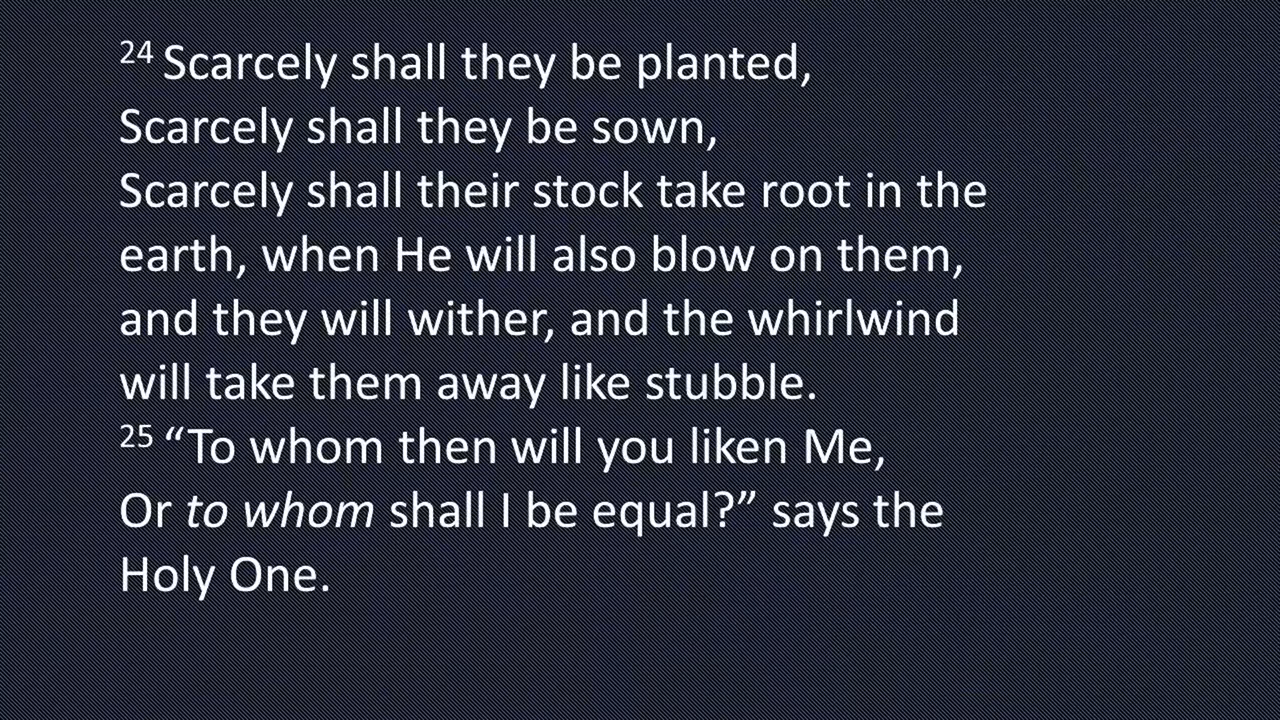 24 Scarcely shall they be planted,
Scarcely shall they be sown,
Scarcely shall their stock take root in the
earth, when He will also blow on them,
and they will wither, and the whirlwind
will take them away like stubble.
25 “To whom then will you liken Me,
Or to whom shall I be equal?” says the
Holy One.